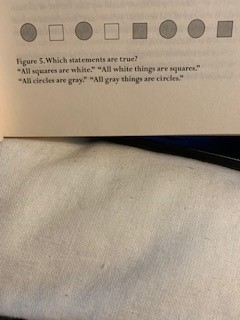 Figure 5. Which statements are true?
"All squares are white." "All white things are squares."
"All circles are gray." "All gray things are circles."